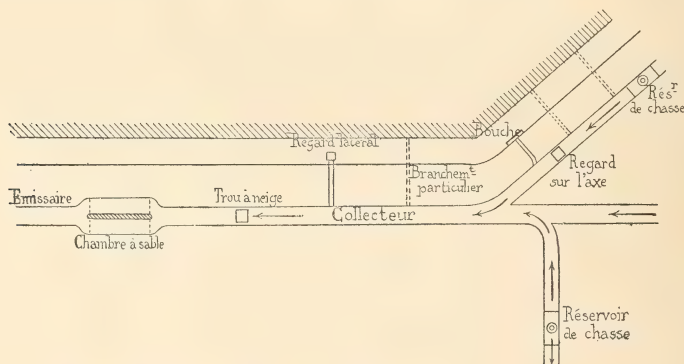 Rés.r
de chasse
Bouche
Regard latéral
Regard
sur l'axe
Branchem.t
particulier
Emissaire
Trou à neige
Collecteur
Chambre à sable
Réservoir
de chasse